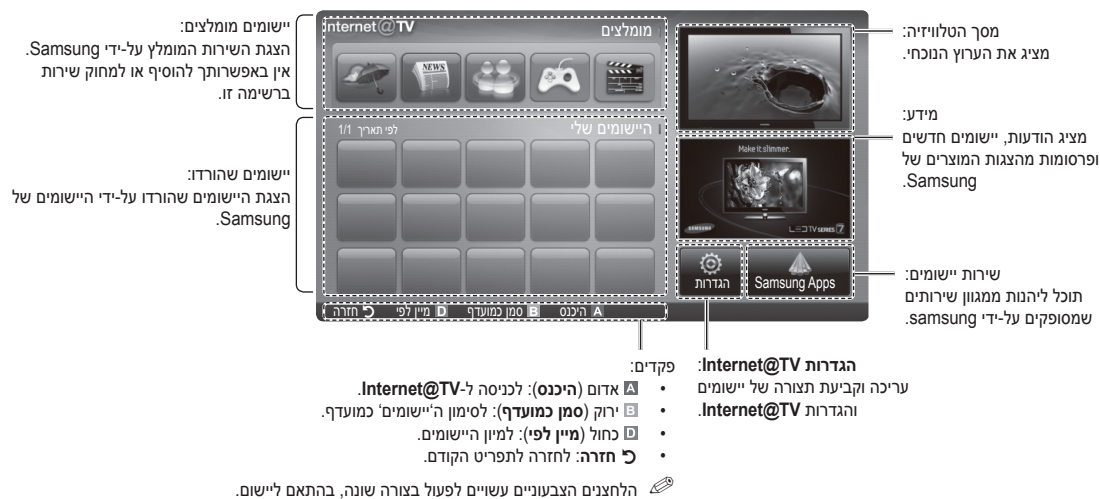 יישומים מומלצים:
הצגת השירות המומלץ על-ידי Samsung.
אין באפשרותך להוסיף או למחוק שירות
ברשימה זו.
יישומים שהורדו:
הצגת היישומים שהורדו על-ידי היישומים של
Samsung.
Internet@TV
מומלצים
NEWS
היישומים שלי
לפי תאריך 1/1
A היכנס B סמן כמועדף D מיין לפי חזרה
Make it slimmer.
SAMSUNG
LED TV SERIES 7
הגדרות
Samsung Apps
מסך הטלוויזיה:
מציג את הערוץ הנוכחי.
מידע:
מציג הודעות, יישומים חדשים
ופרסומות מהצגות המוצרים של
Samsung.
שירות יישומים:
תוכל ליהנות ממגוון שירותים
שמסופקים על-ידי samsung.
הגדרות Internet@TV:
עריכה וקביעת תצורה של יישומים
והגדרות Internet@TV.
פקדים:
• A אדום (היכנס): לכניסה ל-Internet@TV.
• B ירוק (סמן כמועדף): לסימון ה'יישומים' כמועדף.
• D כחול (מיין לפי): למיון היישומים.
• חזרה: לחזרה לתפריט הקודם.
הלחצנים הצבעוניים עשויים לפעול בצורה שונה, בהתאם ליישום.